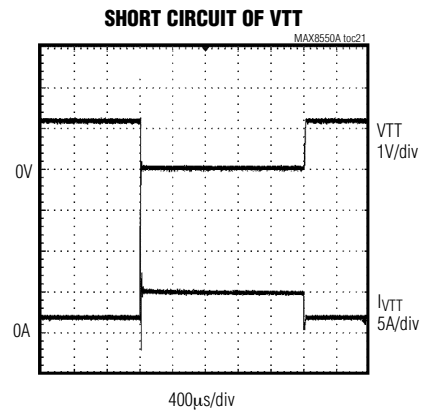 SHORT CIRCUIT OF VTT
MAX8550A toc21
VTT
1V/div
0V
IVTT
5A/div
0A
400μs/div